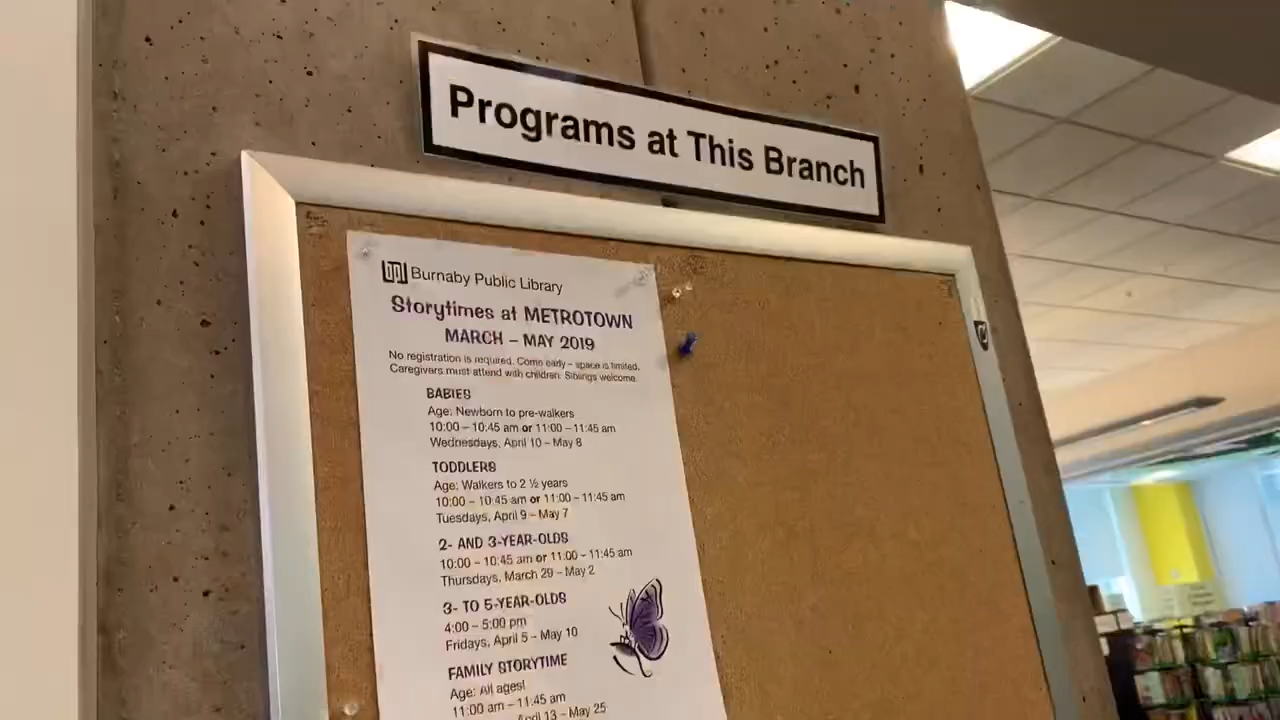 Programs at This Branch
Burnaby Public Library
Storytimes at METROTOWN
MARCH – MAY 2019
No registration is required. Come early – space is limited.
Caregivers must attend with children. Siblings welcome.
BABIES
Age: Newborn to pre-walkers
10:00 – 10:45 am or 11:00 – 11:45 am
Wednesdays, April 10 – May 8
TODDLERS
Age: Walkers to 2 ½ years
10:00 – 10:45 am or 11:00 – 11:45 am
Tuesdays, April 9 – May 7
2- AND 3-YEAR-OLDS
10:00 – 10:45 am or 11:00 – 11:45 am
Thursdays, March 29 – May 2
3- TO 5-YEAR-OLDS
4:00 – 5:00 pm
Fridays, April 5 – May 10
FAMILY STORYTIME
Age: All ages!
11:00 am – 11:45 am
April 13 – May 25